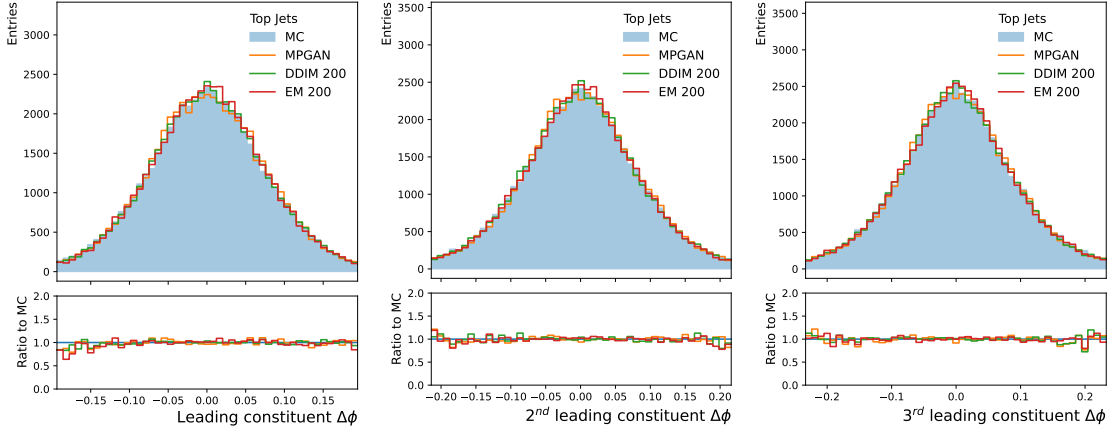 Entries
3000
2500
2000
1500
1000
500
0
Top Jets
MC
MPGAN
DDIM 200
EM 200
Ratio to MC
2.0
1.5
1.0
0.5
0.0
−0.15 −0.10 −0.05 0.00 0.05 0.10 0.15
Leading constituent Δϕ
Entries
3500
3000
2500
2000
1500
1000
500
0
Top Jets
MC
MPGAN
DDIM 200
EM 200
Ratio to MC
2.0
1.5
1.0
0.5
0.0
−0.20 −0.15 −0.10 −0.05 0.00 0.05 0.10 0.15 0.20
2nd leading constituent Δϕ
Entries
3500
3000
2500
2000
1500
1000
500
0
Top Jets
MC
MPGAN
DDIM 200
EM 200
Ratio to MC
2.0
1.5
1.0
0.5
0.0
−0.2 −0.1 0.0 0.1 0.2
3rd leading constituent Δϕ